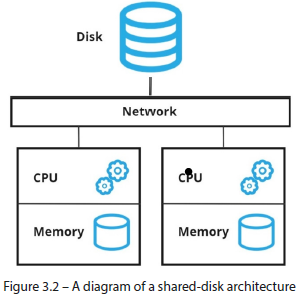 Disk
Network
CPU
CPU
Memory
Memory
Figure 3.2 – A diagram of a shared-disk architecture